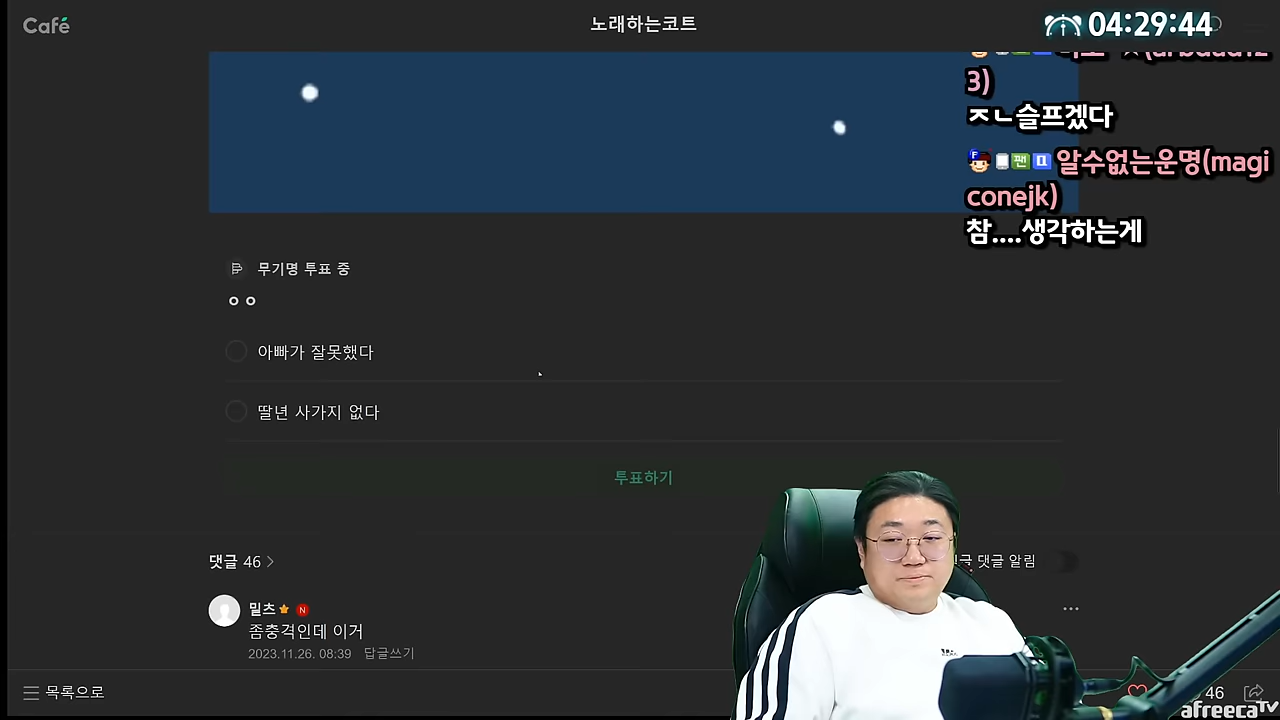 Café
노래하는코트
04:29:44
3)
ㅈㄴ슬프겠다
알수없는운명(magi
conejk)
참....생각하는게
무기명 투표 중
ㅇㅇ
아빠가 잘못했다
딸년 사가지 없다
투표하기
댓글 46
댓글 알림
밀츠 N
좀충격인데 이거
2023.11.26. 08:39 답글쓰기
목록으로
46
afreecaTV